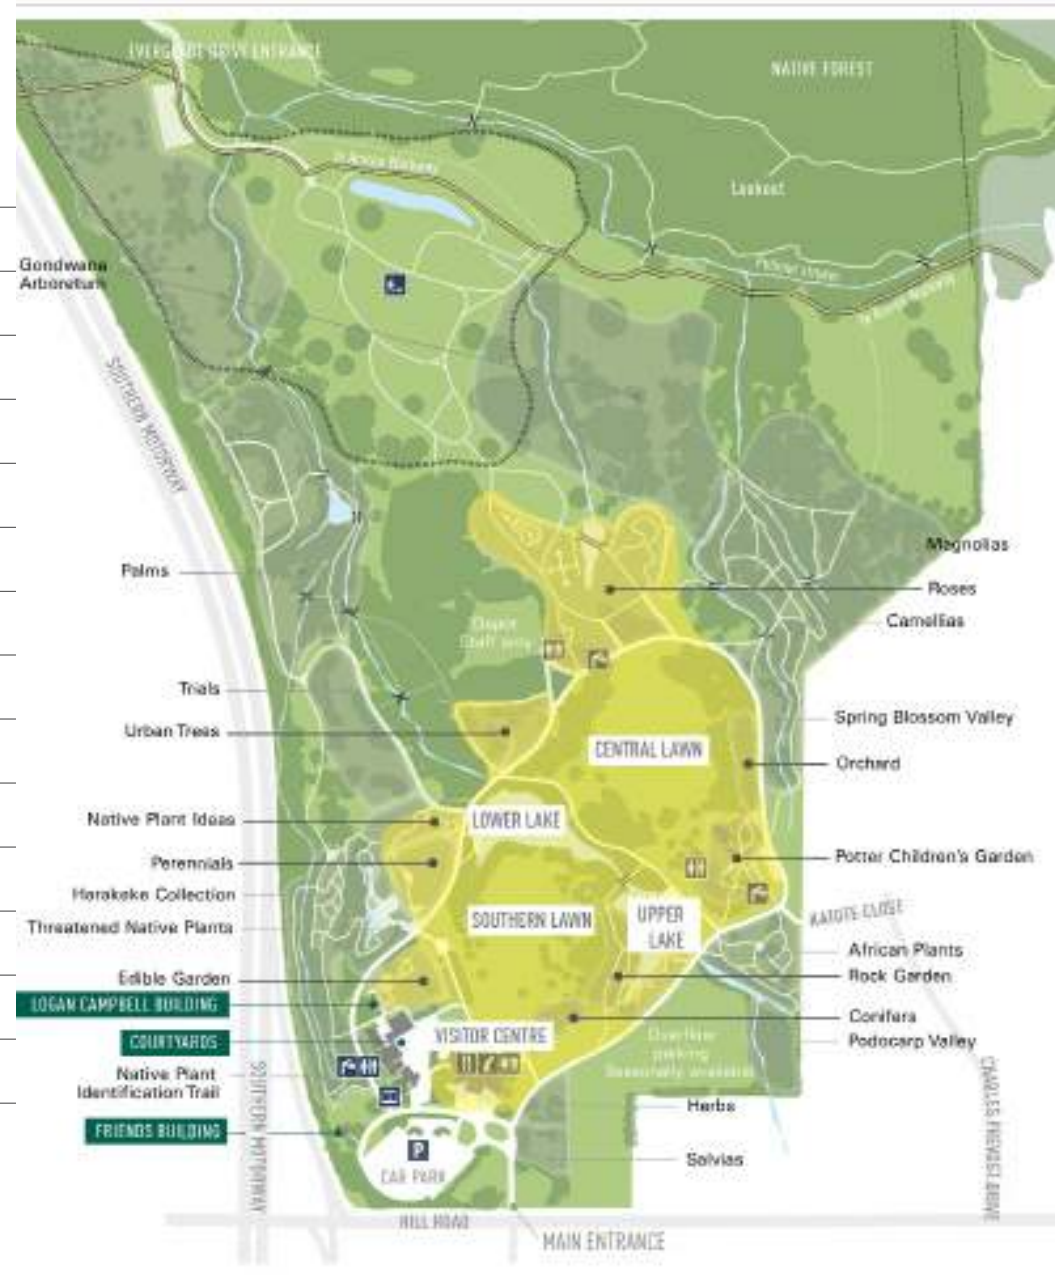 NATIVE FOREST
Lookout
Gondwana
Arboretum
SOUTHERN MOTORWAY
Magnolias
Palms
Roses
Camellias
Trials
Urban Trees
Spring Blossom Valley
CENTRAL LAWN
Orchard
Native Plant Ideas
LOWER LAKE
Perennials
Potter Children's Garden
Harakeke Collection
Threatened Native Plants
SOUTHERN LAWN
UPPER
LAKE
KATOTE CLOSE
African Plants
Edible Garden
Rock Garden
LOGAN CAMPBELL BUILDING
Conifers
COURTYARDS
VISITOR CENTRE
Overflow
parking
Seasonally available
Podocarp Valley
Native Plant
Identification Trail
SOUTHERN MOTORWAY
CHARLES PREVOST DRIVE
Herbs
FRIENDS BUILDING
Salvias
P
CAR PARK
HILL ROAD
MAIN ENTRANCE